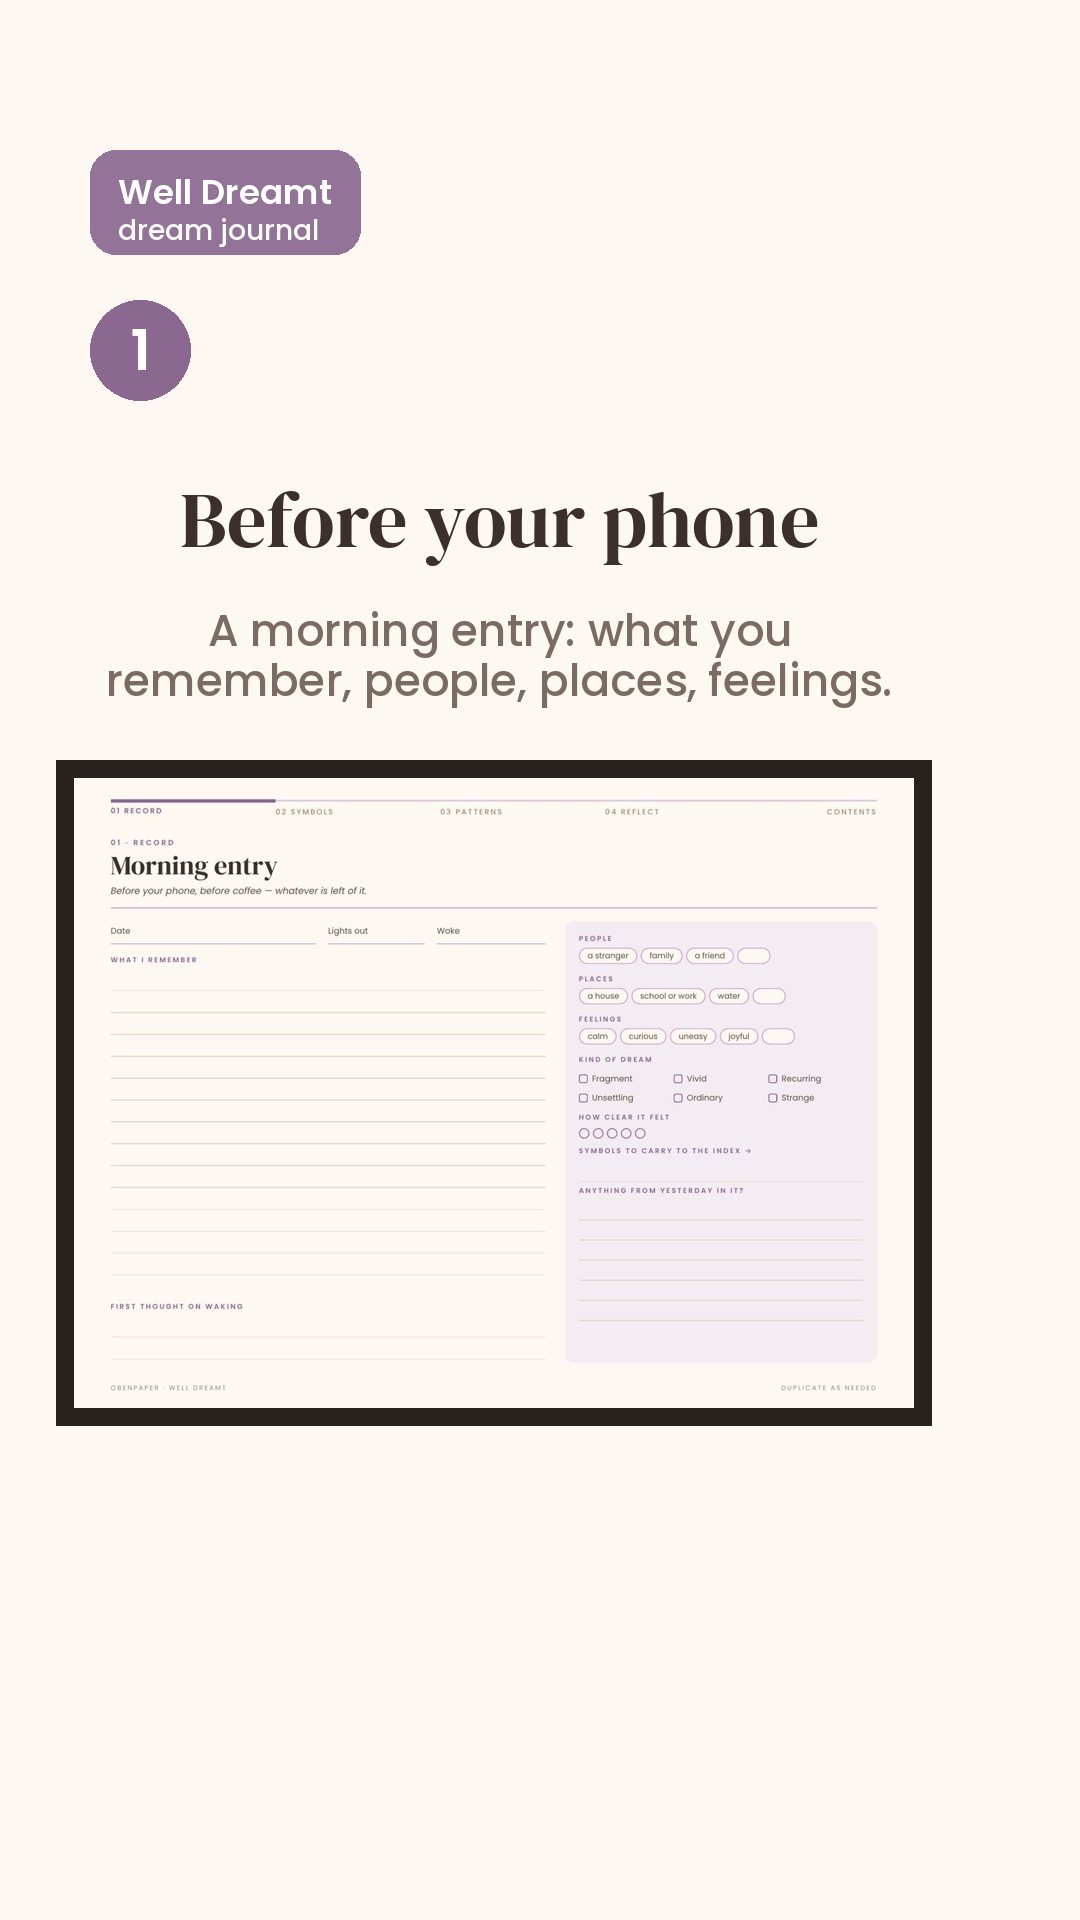 Well Dreamt
dream journal
1
Before your phone
A morning entry: what you
remember, people, places, feelings.
01 RECORD
02 SYMBOLS
03 PATTERNS
04 REFLECT
CONTENTS
01 · RECORD
Morning entry
Before your phone, before coffee — whatever is left of it.
Date
Lights out
Woke
WHAT I REMEMBER
FIRST THOUGHT ON WAKING
PEOPLE
a stranger
family
a friend
PLACES
a house
school or work
water
FEELINGS
calm
curious
uneasy
joyful
KIND OF DREAM
Fragment
Vivid
Recurring
Unsettling
Ordinary
Strange
HOW CLEAR IT FELT
SYMBOLS TO CARRY TO THE INDEX →
ANYTHING FROM YESTERDAY IN IT?
OBENPAPER · WELL DREAMT
DUPLICATE AS NEEDED